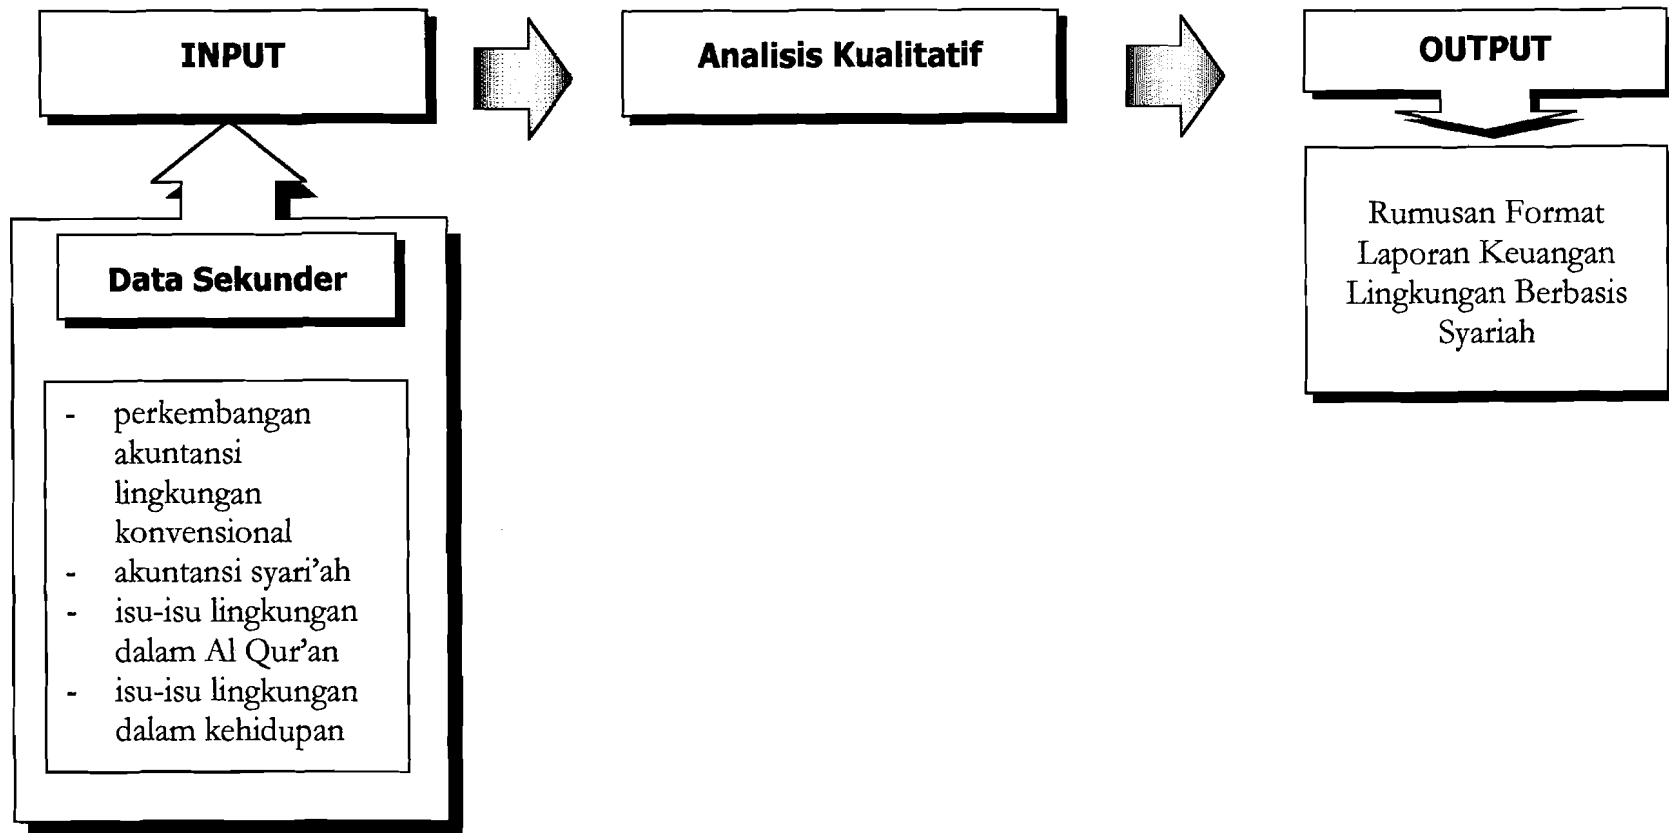 INPUT
Analisis Kualitatif
OUTPUT
Data Sekunder
- perkembangan
akuntansi
lingkungan
konvensional
- akuntansi syari'ah
- isu-isu lingkungan
dalam Al Qur'an
- isu-isu lingkungan
dalam kehidupan
Rumusan Format
Laporan Keuangan
Lingkungan Berbasis
Syariah